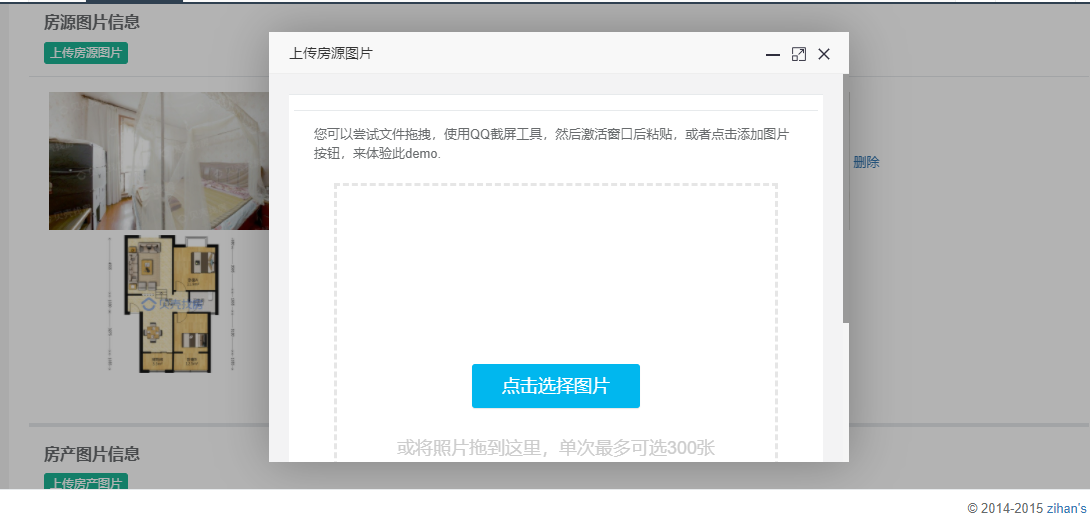 房源图片信息
上传房源图片
上传房源图片
您可以尝试文件拖拽，使用QQ截屏工具，然后激活窗口后粘贴，或者点击添加图片
按钮，来体验此demo.
点击选择图片
或将照片拖到这里，单次最多可选300张
删除
房产图片信息
上传房产图片
© 2014-2015 zihan's